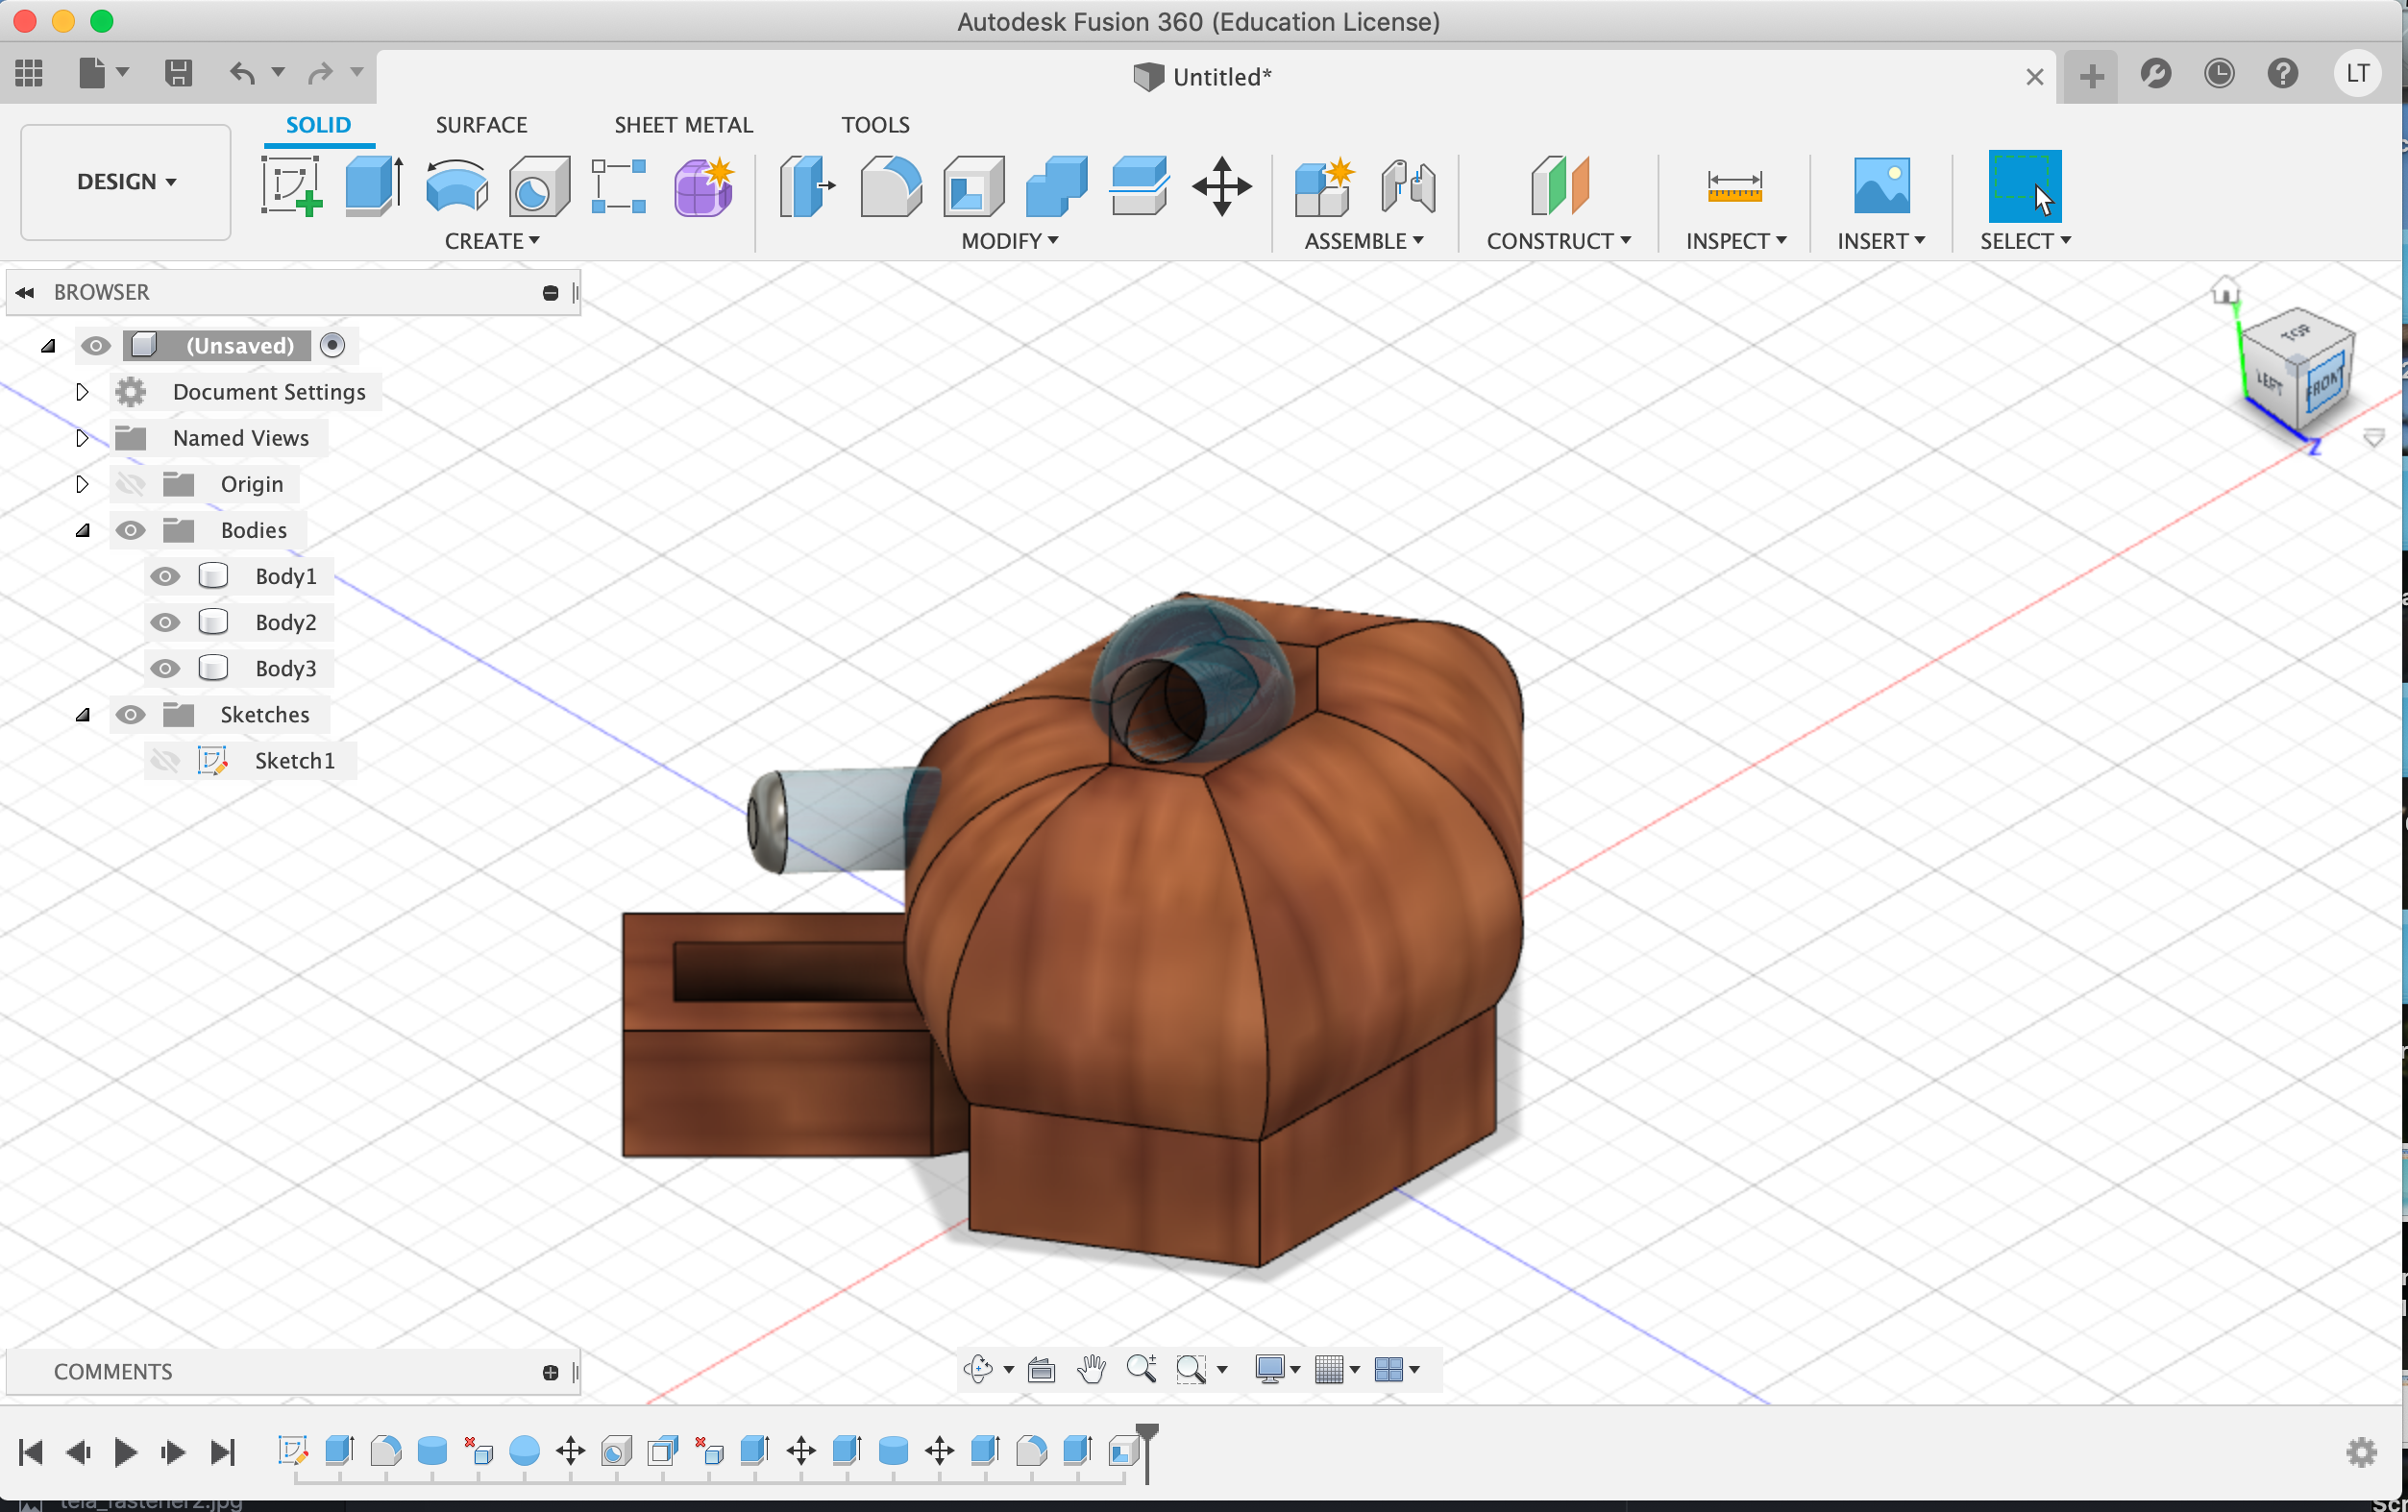 Autodesk Fusion 360 (Education License)
Untitled*
LT
DESIGN
SOLID
SURFACE
SHEET METAL
TOOLS
CREATE
MODIFY
ASSEMBLE
CONSTRUCT
INSPECT
INSERT
SELECT
BROWSER
(Unsaved)
Document Settings
Named Views
Origin
Bodies
Body1
Body2
Body3
Sketches
Sketch1
TOP
LEFT
FRONT
Z
COMMENTS